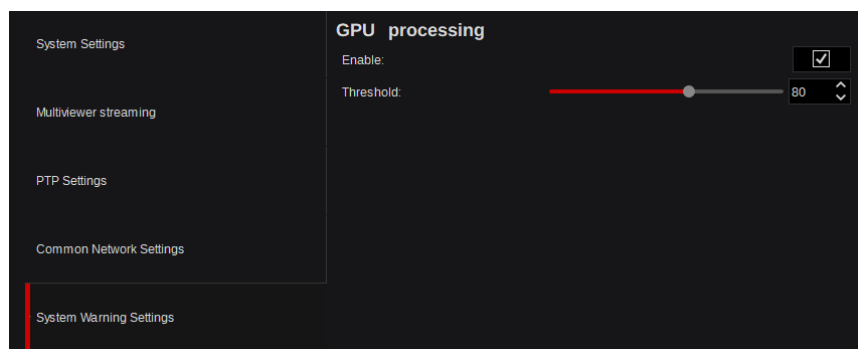 System Settings
Multiviewer streaming
PTP Settings
Common Network Settings
System Warning Settings
GPU processing
Enable:
Threshold: 80